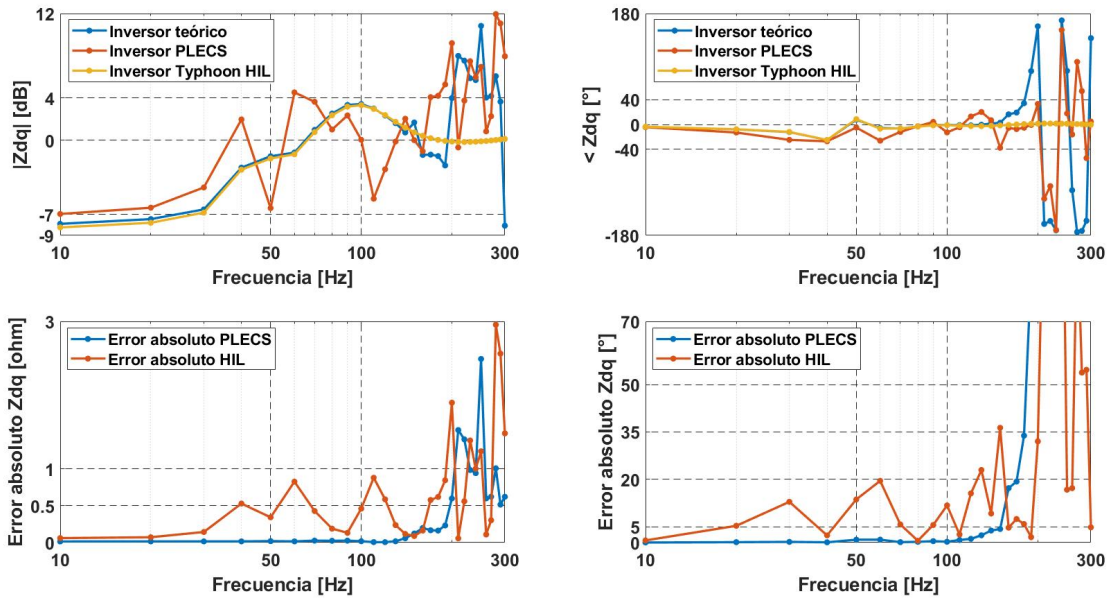 12
4
0
-7
-9
|Zdq| [dB]
Inversor teórico
Inversor PLECS
Inversor Typhoon HIL
10
50
100
300
Frecuencia [Hz]
180
40
0
-40
-180
< Zdq [°]
Inversor teórico
Inversor PLECS
Inversor Typhoon HIL
10
50
100
300
Frecuencia [Hz]
3
1
0.5
0
Error absoluto Zdq [ohm]
Error absoluto PLECS
Error absoluto HIL
10
50
100
300
Frecuencia [Hz]
70
50
35
20
5
0
Error absoluto Zdq [°]
Error absoluto PLECS
Error absoluto HIL
10
50
100
300
Frecuencia [Hz]